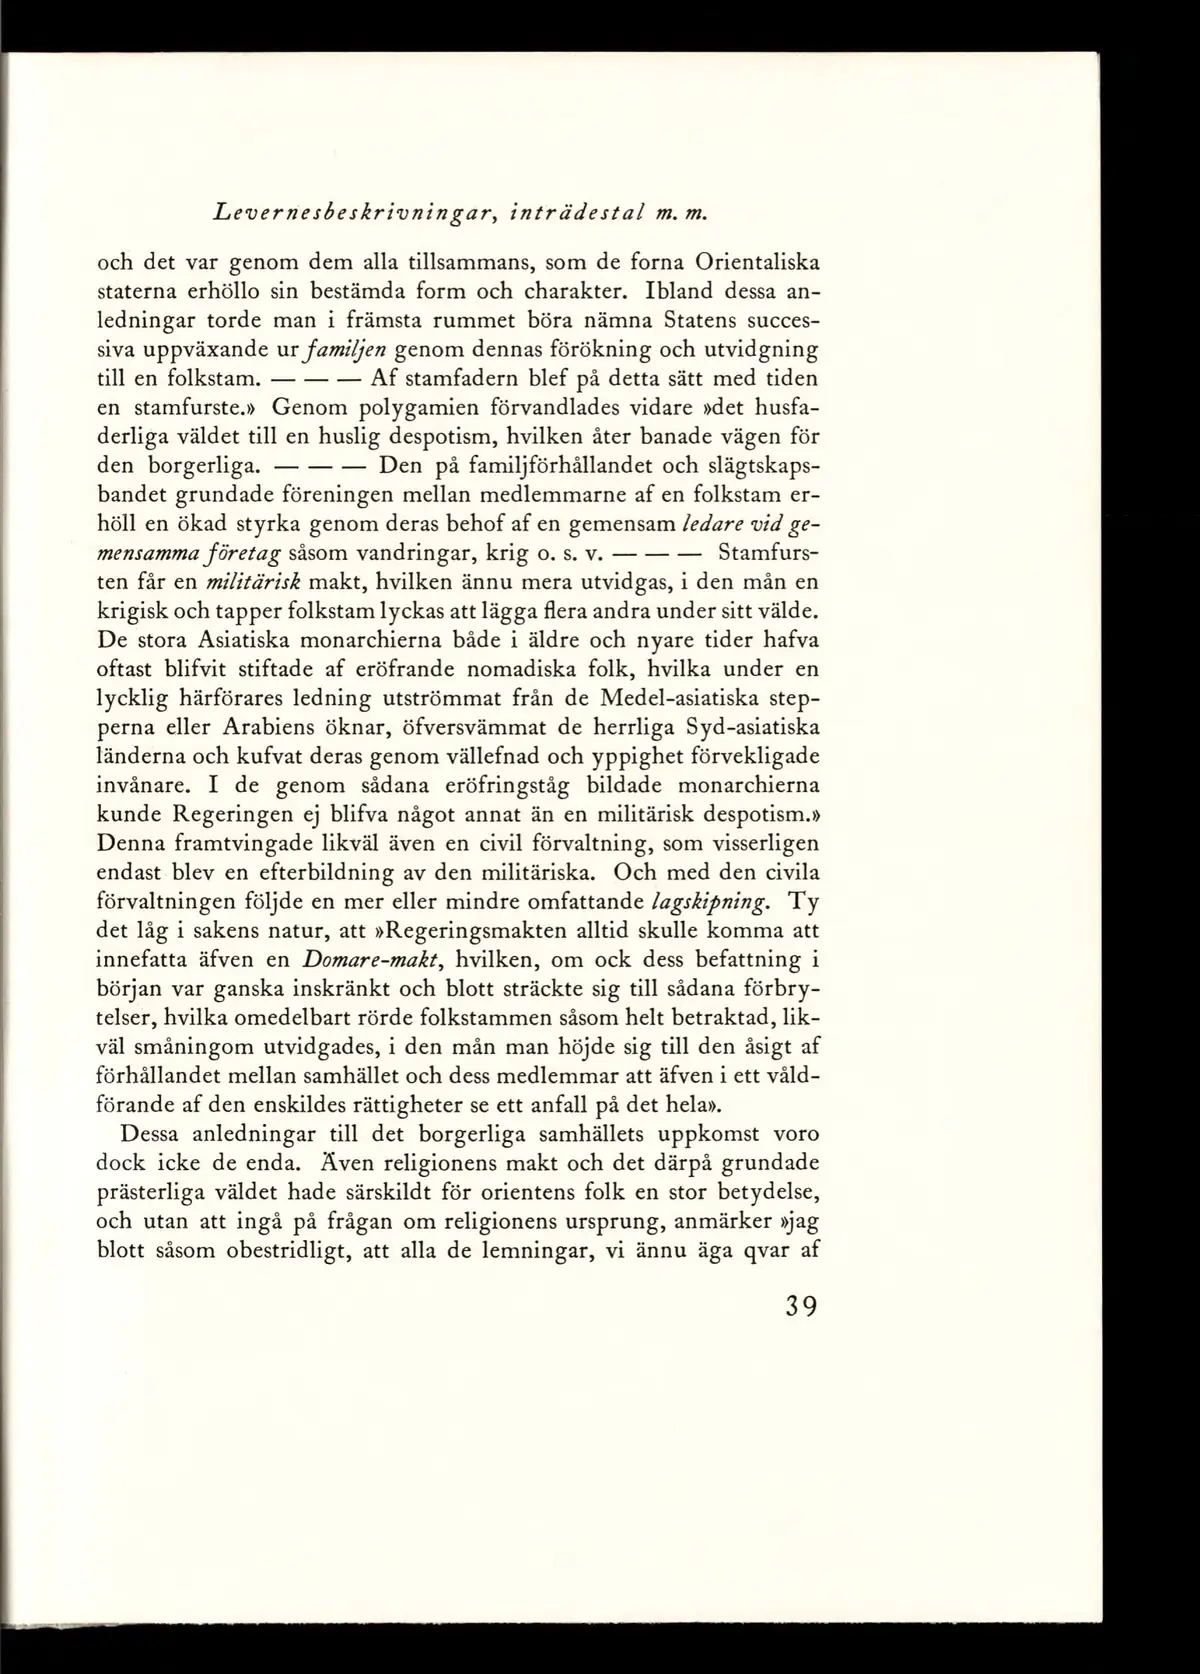 Levernesbeskrivningar, inträdestal m. m.
och det var genom dem alla tillsammans, som de forna Orientaliska
staterna erhöllo sin bestämda form och charakter. Ibland dessa an-
ledningar torde man i främsta rummet böra nämna Statens succes-
siva uppväxande ur familjen genom dennas förökning och utvidgning
till en folkstam. — — — Af stamfadern blef på detta sätt med tiden
en stamfurste.» Genom polygamien förvandlades vidare »det husfa-
derliga väldet till en huslig despotism, hvilken åter banade vägen för
den borgerliga. — — — Den på familjförhållandet och slägtskaps-
bandet grundade föreningen mellan medlemmarne af en folkstam er-
höll en ökad styrka genom deras behof af en gemensam ledare vid ge-
mensamma företag såsom vandringar, krig o. s. v. — — — Stamfurs-
ten får en militärisk makt, hvilken ännu mera utvidgas, i den mån en
krigisk och tapper folkstam lyckas att lägga flera andra under sitt välde.
De stora Asiatiska monarchierna både i äldre och nyare tider hafva
oftast blifvit stiftade af eröfrande nomadiska folk, hvilka under en
lycklig härförares ledning utströmmat från de Medel-asiatiska step-
perna eller Arabiens öknar, öfversvämmat de herrliga Syd-asiatiska
länderna och kufvat deras genom vällefnad och yppighet förvekligade
invånare. I de genom sådana eröfringståg bildade monarchierna
kunde Regeringen ej blifva något annat än en militärisk despotism.»
Denna framtvingade likväl även en civil förvaltning, som visserligen
endast blev en efterbildning av den militäriska. Och med den civila
förvaltningen följde en mer eller mindre omfattande lagskipning. Ty
det låg i sakens natur, att »Regeringsmakten alltid skulle komma att
innefatta äfven en Domare-makt, hvilken, om ock dess befattning i
början var ganska inskränkt och blott sträckte sig till sådana förbry-
telser, hvilka omedelbart rörde folkstammen såsom helt betraktad, lik-
väl småningom utvidgades, i den mån man höjde sig till den åsigt af
förhållandet mellan samhället och dess medlemmar att äfven i ett våld-
förande af den enskildes rättigheter se ett anfall på det hela».
Dessa anledningar till det borgerliga samhällets uppkomst voro
dock icke de enda. Även religionens makt och det därpå grundade
prästerliga väldet hade särskildt för orientens folk en stor betydelse,
och utan att ingå på frågan om religionens ursprung, anmärker »jag
blott såsom obestridligt, att alla de lemningar, vi ännu äga qvar af
39